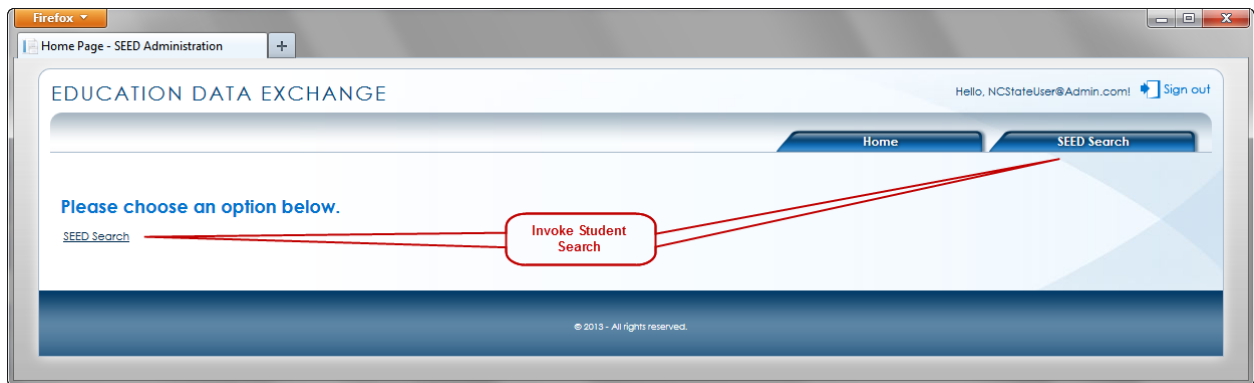 Firefox
Home Page - SEED Administration
EDUCATION DATA EXCHANGE
Hello, NCStateUser@Admin.com! Sign out
Home SEED Search
Please choose an option below.
SEED Search
Invoke Student
Search
© 2013 - All rights reserved.